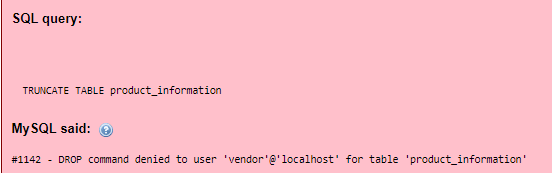 SQL query:
TRUNCATE TABLE product_information
MySQL said:
#1142 - DROP command denied to user 'vendor'@'localhost' for table 'product_information'